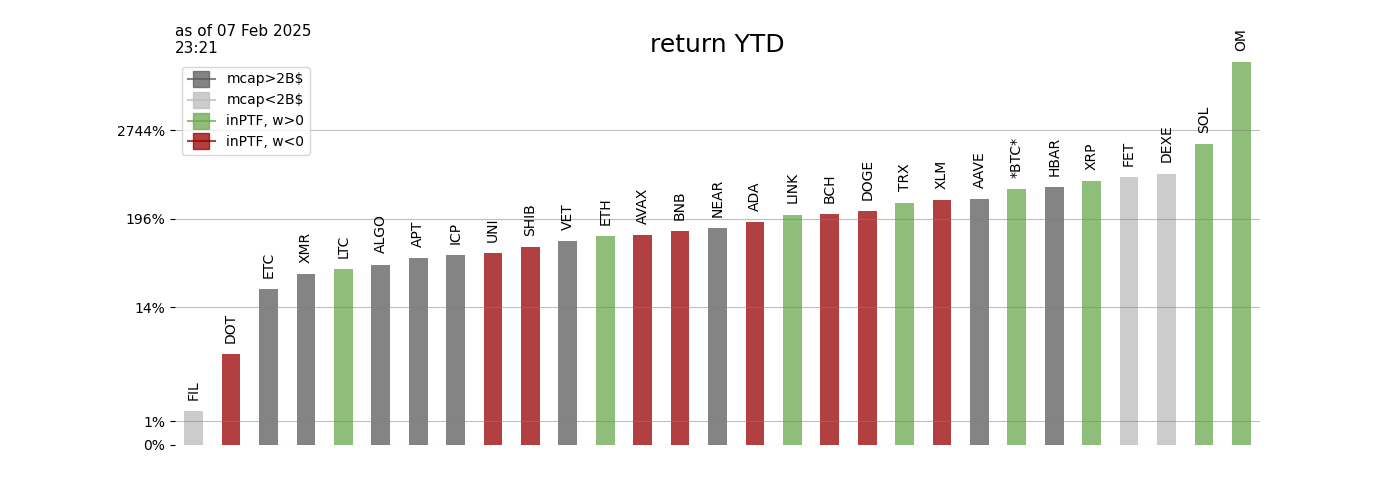 as of 07 Feb 2025
23:21
return YTD
mcap>2B$
mcap<2B$
inPTF, w>0
inPTF, w<0
2744%
196%
14%
1%
0%
FIL
DOT
ETC
XMR
LTC
ALGO
APT
ICP
UNI
SHIB
VET
ETH
AVAX
BNB
NEAR
ADA
LINK
BCH
DOGE
TRX
XLM
AAVE
*BTC*
HBAR
XRP
FET
DEXE
SOL
OM